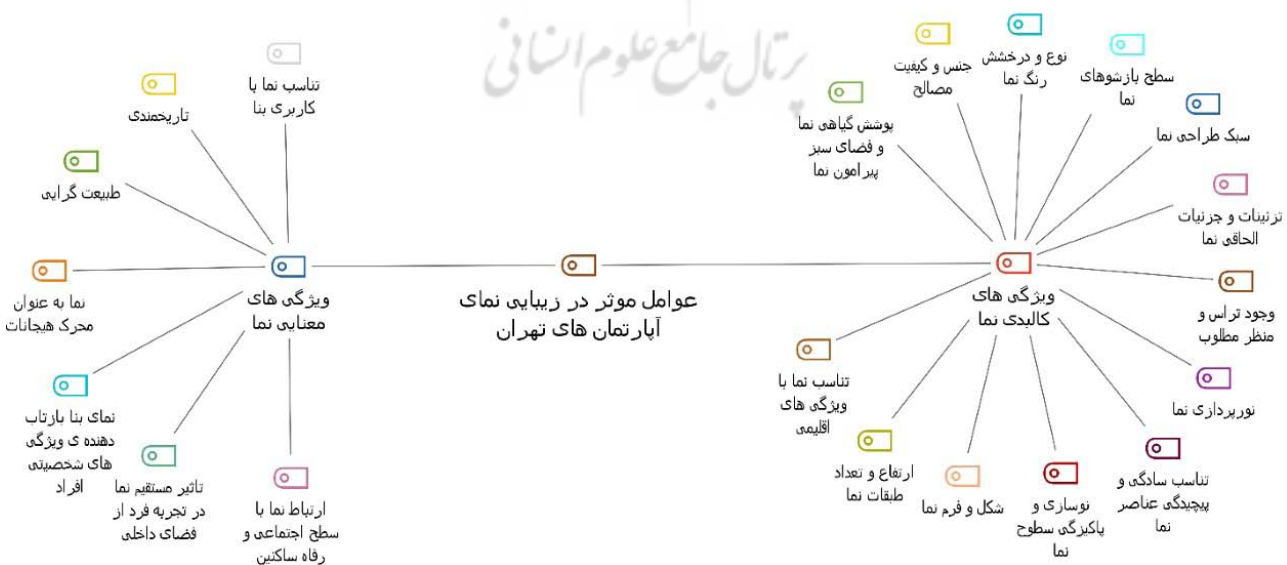 پرتال جامع علوم انسانی
عوامل موثر در زیبایی نمای
آپارتمان های تهران
ویژگی های
کالبدی نما
پوشش گیاهی نما
و فضای سبز
پیرامون نما
جنس و کیفیت
مصالح
نوع و درخشش
رنگ نما
سطح بازشوهای
نما
سبک طراحی نما
تزئینات و جزئیات
الحاقی نما
وجود تراس و
منظر مطلوب
نورپردازی نما
تناسب سادگی و
پیچیدگی عناصر
نما
نوسازی و
پاکیزگی سطوح
نما
شکل و فرم نما
ارتفاع و تعداد
طبقات نما
تناسب نما با
ویژگی های
اقلیمی
ویژگی های
معنایی نما
تناسب نما با
کاربری بنا
تاریخمندی
طبیعت گرایی
نما به عنوان
محرک هیجانات
نمای بنا بازتاب
دهنده ی ویژگی
های شخصیتی
افراد
تاثیر مستقیم نما
در تجربه فرد از
فضای داخلی
ارتباط نما با
سطح اجتماعی و
رفاه ساکنین